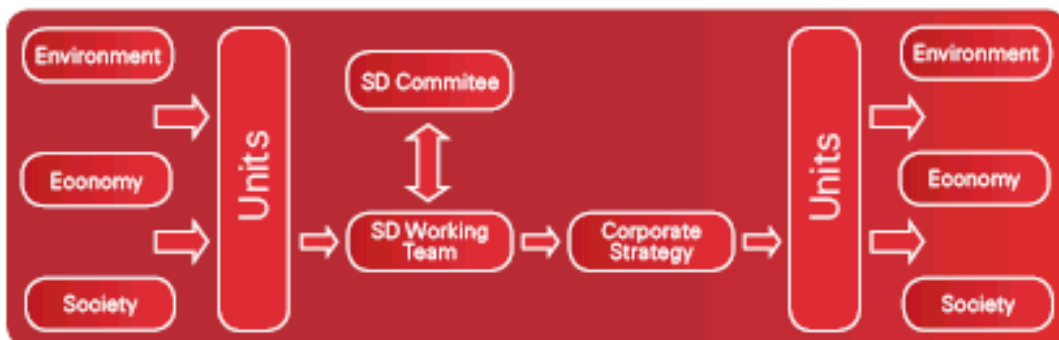 Environment
Economy
Society
Units
SD Commitee
SD Working
Team
Corporate
Strategy
Units
Environment
Economy
Society